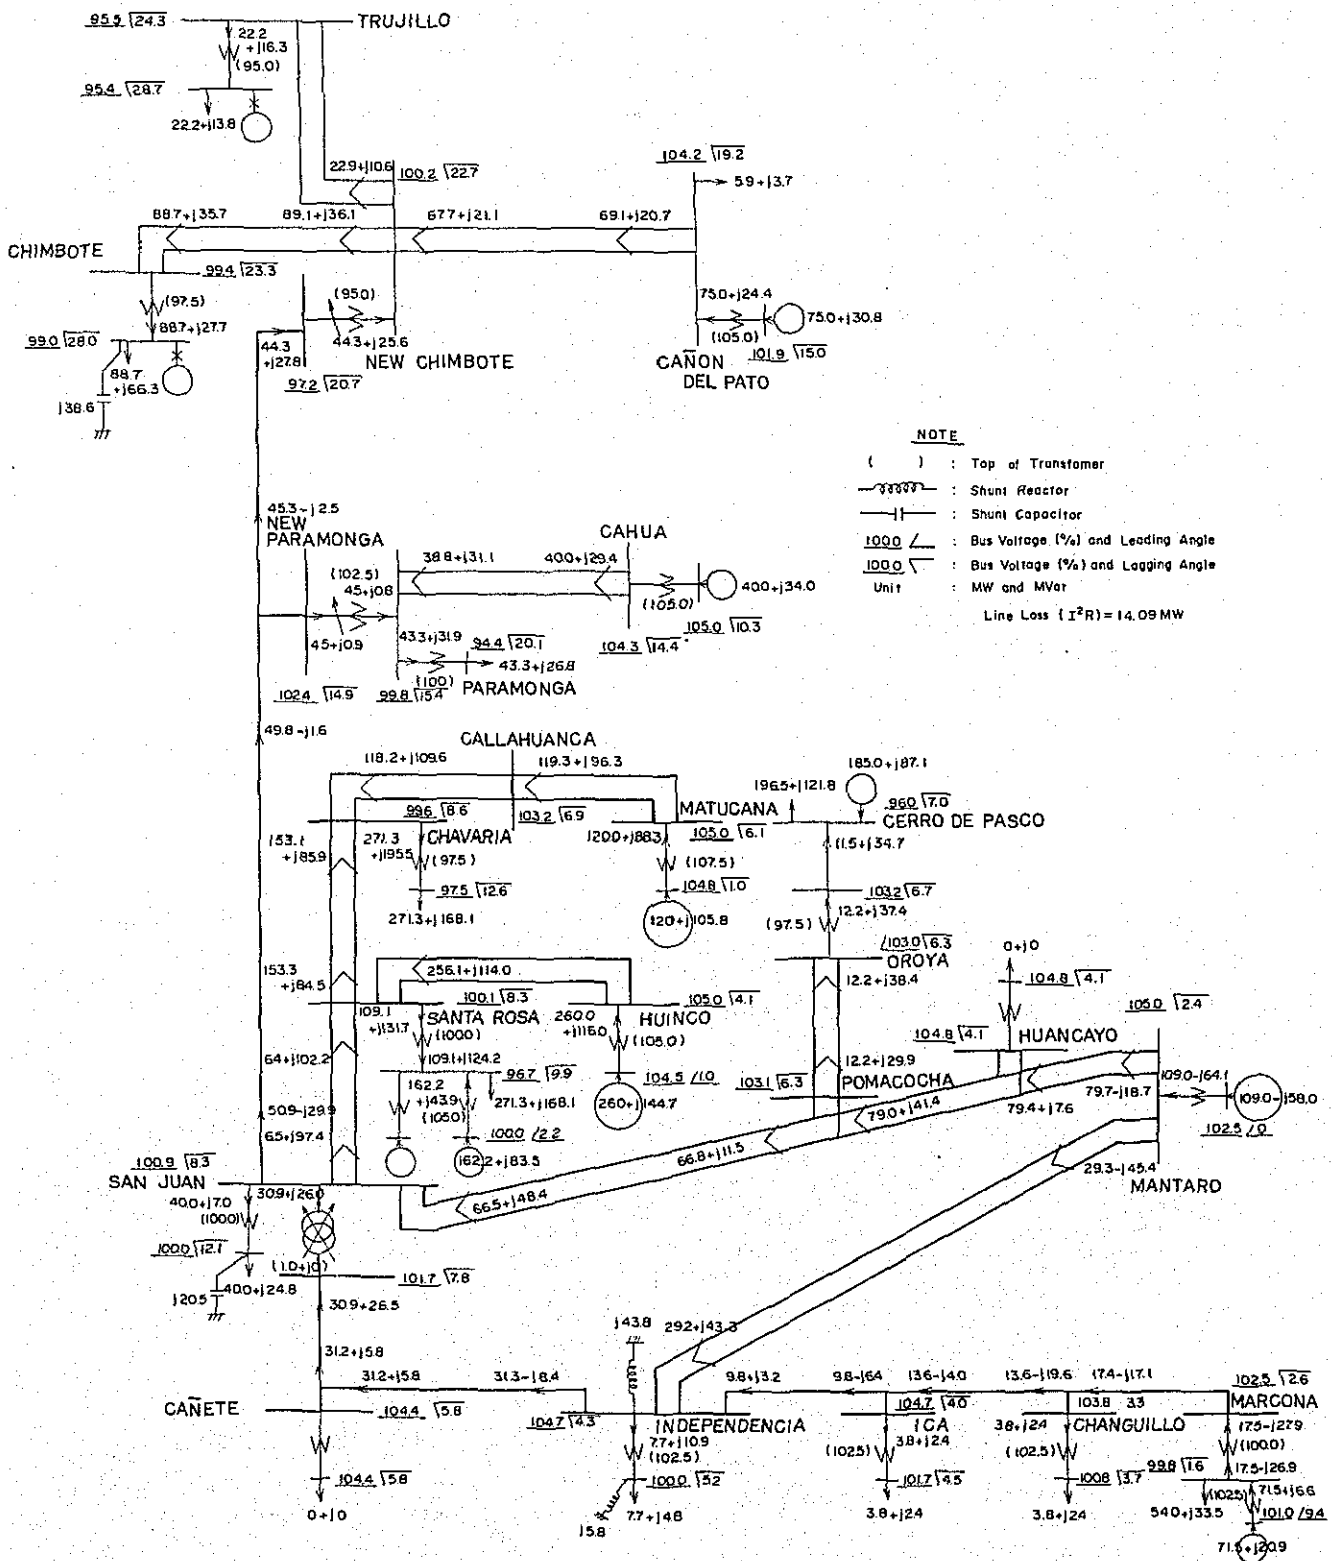 95.5 24.3 TRUJILLO
22.2
+j16.3
(95.0)
95.4 28.7
22.2+j13.8
22.9+j10.6
100.2 22.7
104.2 19.2
5.9+j3.7
88.7+j35.7 89.1+j36.1 67.7+j21.1 69.1+j20.7
CHIMBOTE
99.4 23.3
(97.5)
88.7+j27.7
99.0 28.0
88.7
+j66.3
j38.6
(95.0)
44.3+j25.6
44.3
+j27.8
97.2 20.7
NEW CHIMBOTE
75.0+j24.4
75.0+j30.8
(105.0)
101.9 15.0
CAÑON
DEL PATO
NOTE
( ) : Tap of Transfomer
: Shunt Reactor
: Shunt Capacitor
100.0 : Bus Voltage (%) and Leading Angle
100.0 : Bus Voltage (%) and Lagging Angle
Unit : MW and MVar
Line Loss (I²R)=14.09 MW
45.3-j2.5
NEW
PARAMONGA
CAHUA
(102.5)
45+j0.8
45+j0.9
38.8+j31.1 40.0+j29.4
40.0+j34.0
(105.0)
105.0 10.3
104.3 14.4
43.3+j31.9
94.4 20.1
43.3+j26.8
(100)
PARAMONGA
102.4 14.9
99.8 15.4
49.8-j1.6
CALLAHUANCA
118.2+j109.6 119.3+j96.3
185.0+j87.1
196.5+j121.8
99.6 8.6
103.2 6.9
MATUCANA
96.0 7.0
CERRO DE PASCO
153.1
+j85.9
271.3
+j195.5
CHAVARIA
(97.5)
120.0+j88.3
105.0 6.1
(107.5)
11.5+j34.7
97.5 12.6
104.8 1.0
103.2 6.7
271.3+j168.1
120+j105.8
12.2+j37.4
(97.5)
103.0 6.3
OROYA
0+j0
153.3
+j84.5
256.1+j114.0
12.2+j38.4
104.8 4.1
100.1 8.3
105.0 4.1
105.0 2.4
109.1
+j131.7
SANTA ROSA
(100.0)
260.0
+j116.0
HUINCO
(105.0)
104.8 4.1
HUANCAYO
64+j102.2
109.1+j124.2
96.7 9.9
104.5 1.0
12.2+j29.9
103.1 6.3
POMACOCHA
109.0-j64.1
79.7-j18.7
162.2
+j43.9
(105.0)
271.3+j168.1
260+j144.7
79.0+j41.4
79.4+j7.6
109.0-j58.0
102.5 0
50.9-j29.9
6.5+j97.4
100.0 2.2
162.2+j83.5
66.8+j11.5
29.3-j45.4
100.9 8.3
SAN JUAN
MANTARO
40.0+j7.0
30.9+26.0
66.5+j48.4
(100.0)
100.0 12.1
(1.0+j0)
101.7 7.8
j20.5
40.0+j24.8
30.9+26.5
j43.8
29.2+j43.3
31.2+j5.8
31.2+j5.8 31.3-j8.4
9.8+j3.2 9.8-j6.4 13.6-j4.0 13.6-j19.6 17.4-j17.1
102.5 2.6
CAÑETE
104.4 5.8
104.7 4.3
INDEPENDENCIA
104.7 4.0
ICA
103.8 3.3
CHANGUILLO
MARCONA
7.7+j10.9
(102.5)
3.8+j2.4
(102.5)
3.8+j2.4
(102.5)
17.5-j27.9
(100.0)
104.4 5.8
100.0 5.2
101.7 4.5
100.8 3.7
99.8 1.6
17.5-j26.9
(102.5)
71.5+j6.6
101.0 9.4
0+j0
j5.8
7.7+j4.8
3.8+j2.4
3.8+j2.4
54.0+j33.5
71.5+j20.9